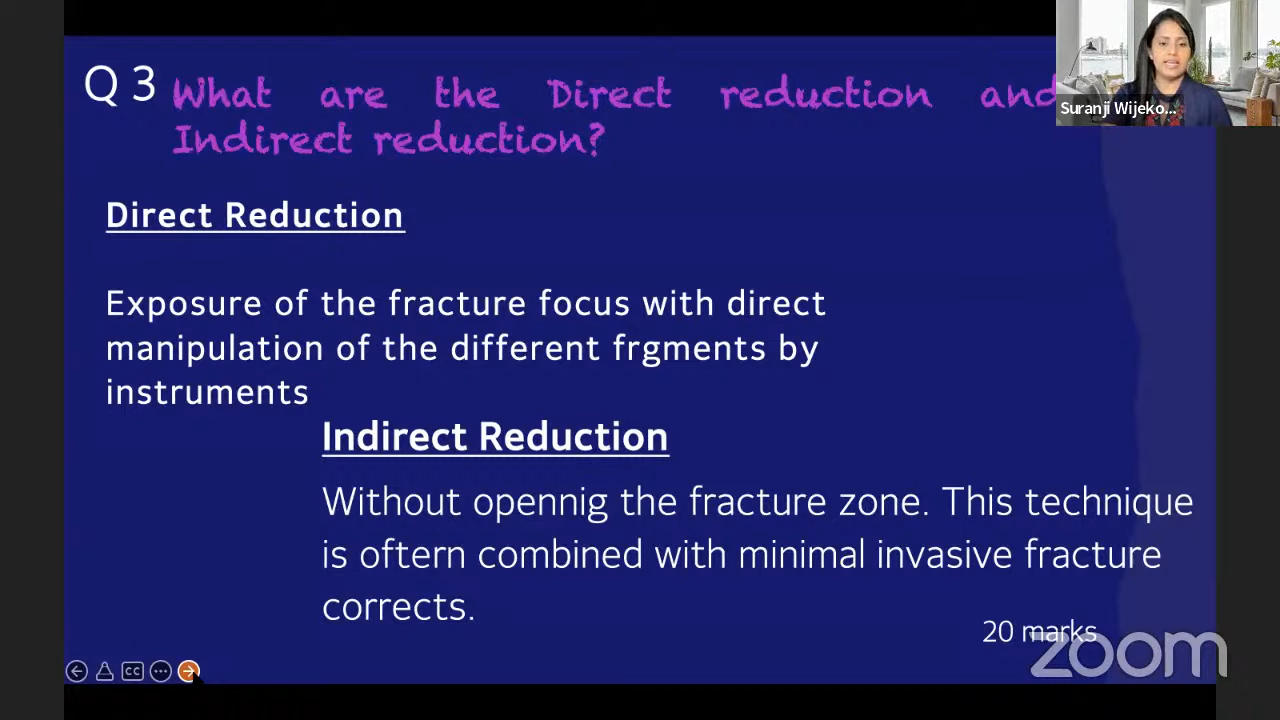 Q 3 What are the Direct reduction and
Indirect reduction?
Suranji Wijeko...
Direct Reduction
Exposure of the fracture focus with direct
manipulation of the different frgments by
instruments
Indirect Reduction
Without opennig the fracture zone. This technique
is oftern combined with minimal invasive fracture
corrects.
20 marks
zoom
CC